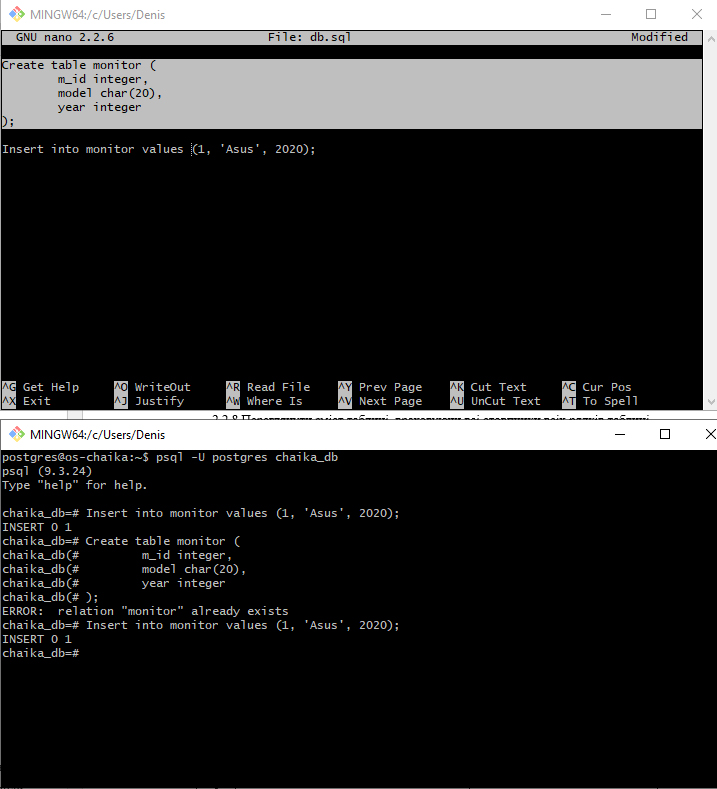 MINGW64:/c/Users/Denis
GNU nano 2.2.6 File: db.sql Modified
Create table monitor (
m_id integer,
model char(20),
year integer
);
Insert into monitor values (1, 'Asus', 2020);
^G Get Help ^O WriteOut ^R Read File ^Y Prev Page ^K Cut Text ^C Cur Pos
^X Exit ^J Justify ^W Where Is ^V Next Page ^U UnCut Text ^T To Spell
MINGW64:/c/Users/Denis
postgres@os-chaika:~$ psql -U postgres chaika_db
psql (9.3.24)
Type "help" for help.
chaika_db=# Insert into monitor values (1, 'Asus', 2020);
INSERT 0 1
chaika_db=# Create table monitor (
chaika_db(# m_id integer,
chaika_db(# model char(20),
chaika_db(# year integer
chaika_db(# );
ERROR: relation "monitor" already exists
chaika_db=# Insert into monitor values (1, 'Asus', 2020);
INSERT 0 1
chaika_db=#